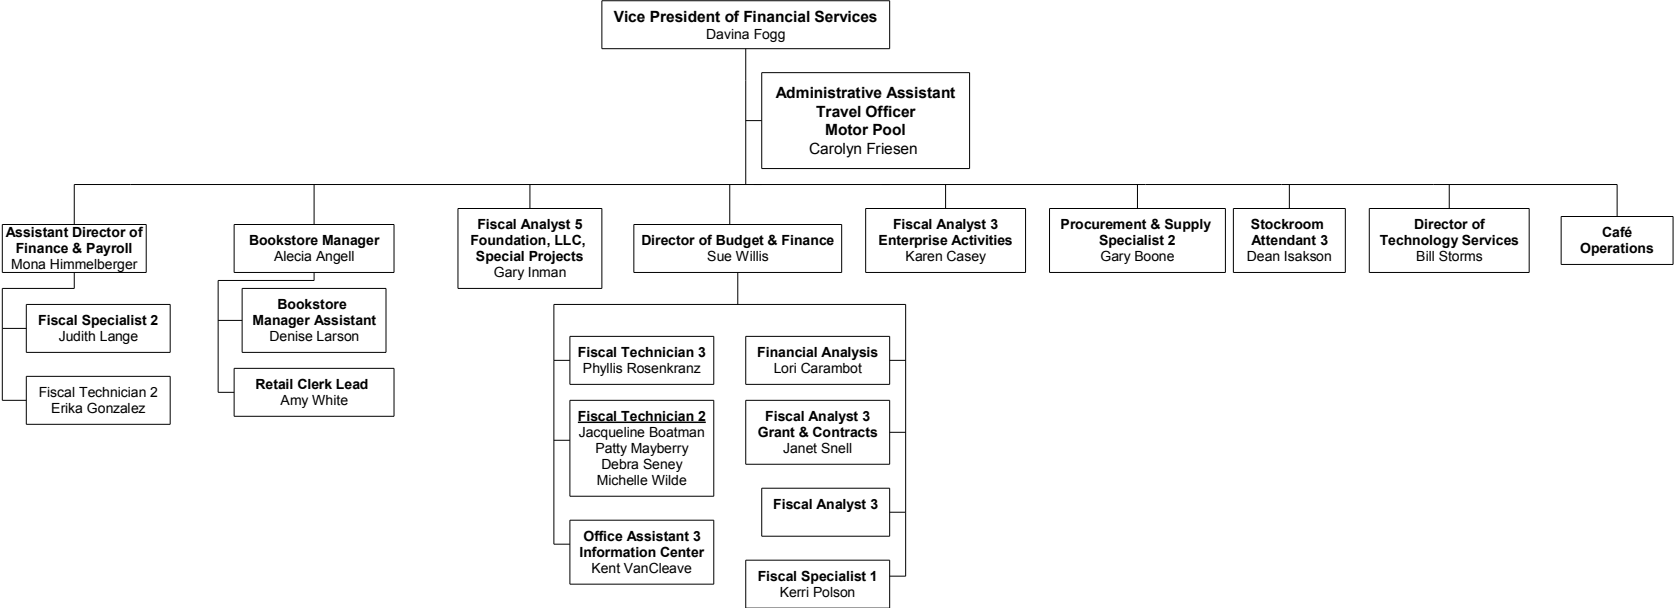 Vice President of Financial Services
Davina Fogg
Administrative Assistant
Travel Officer
Motor Pool
Carolyn Friesen
Assistant Director of
Finance & Payroll
Mona Himmelberger
Bookstore Manager
Alecia Angell
Fiscal Analyst 5
Foundation, LLC,
Special Projects
Gary Inman
Director of Budget & Finance
Sue Willis
Fiscal Analyst 3
Enterprise Activities
Karen Casey
Procurement & Supply
Specialist 2
Gary Boone
Stockroom
Attendant 3
Dean Isakson
Director of
Technology Services
Bill Storms
Café
Operations
Fiscal Specialist 2
Judith Lange
Fiscal Technician 2
Erika Gonzalez
Bookstore
Manager Assistant
Denise Larson
Retail Clerk Lead
Amy White
Fiscal Technician 3
Phyllis Rosenkranz
Fiscal Technician 2
Jacqueline Boatman
Patty Mayberry
Debra Seney
Michelle Wilde
Office Assistant 3
Information Center
Kent VanCleave
Financial Analysis
Lori Carambot
Fiscal Analyst 3
Grant & Contracts
Janet Snell
Fiscal Analyst 3
Fiscal Specialist 1
Kerri Polson